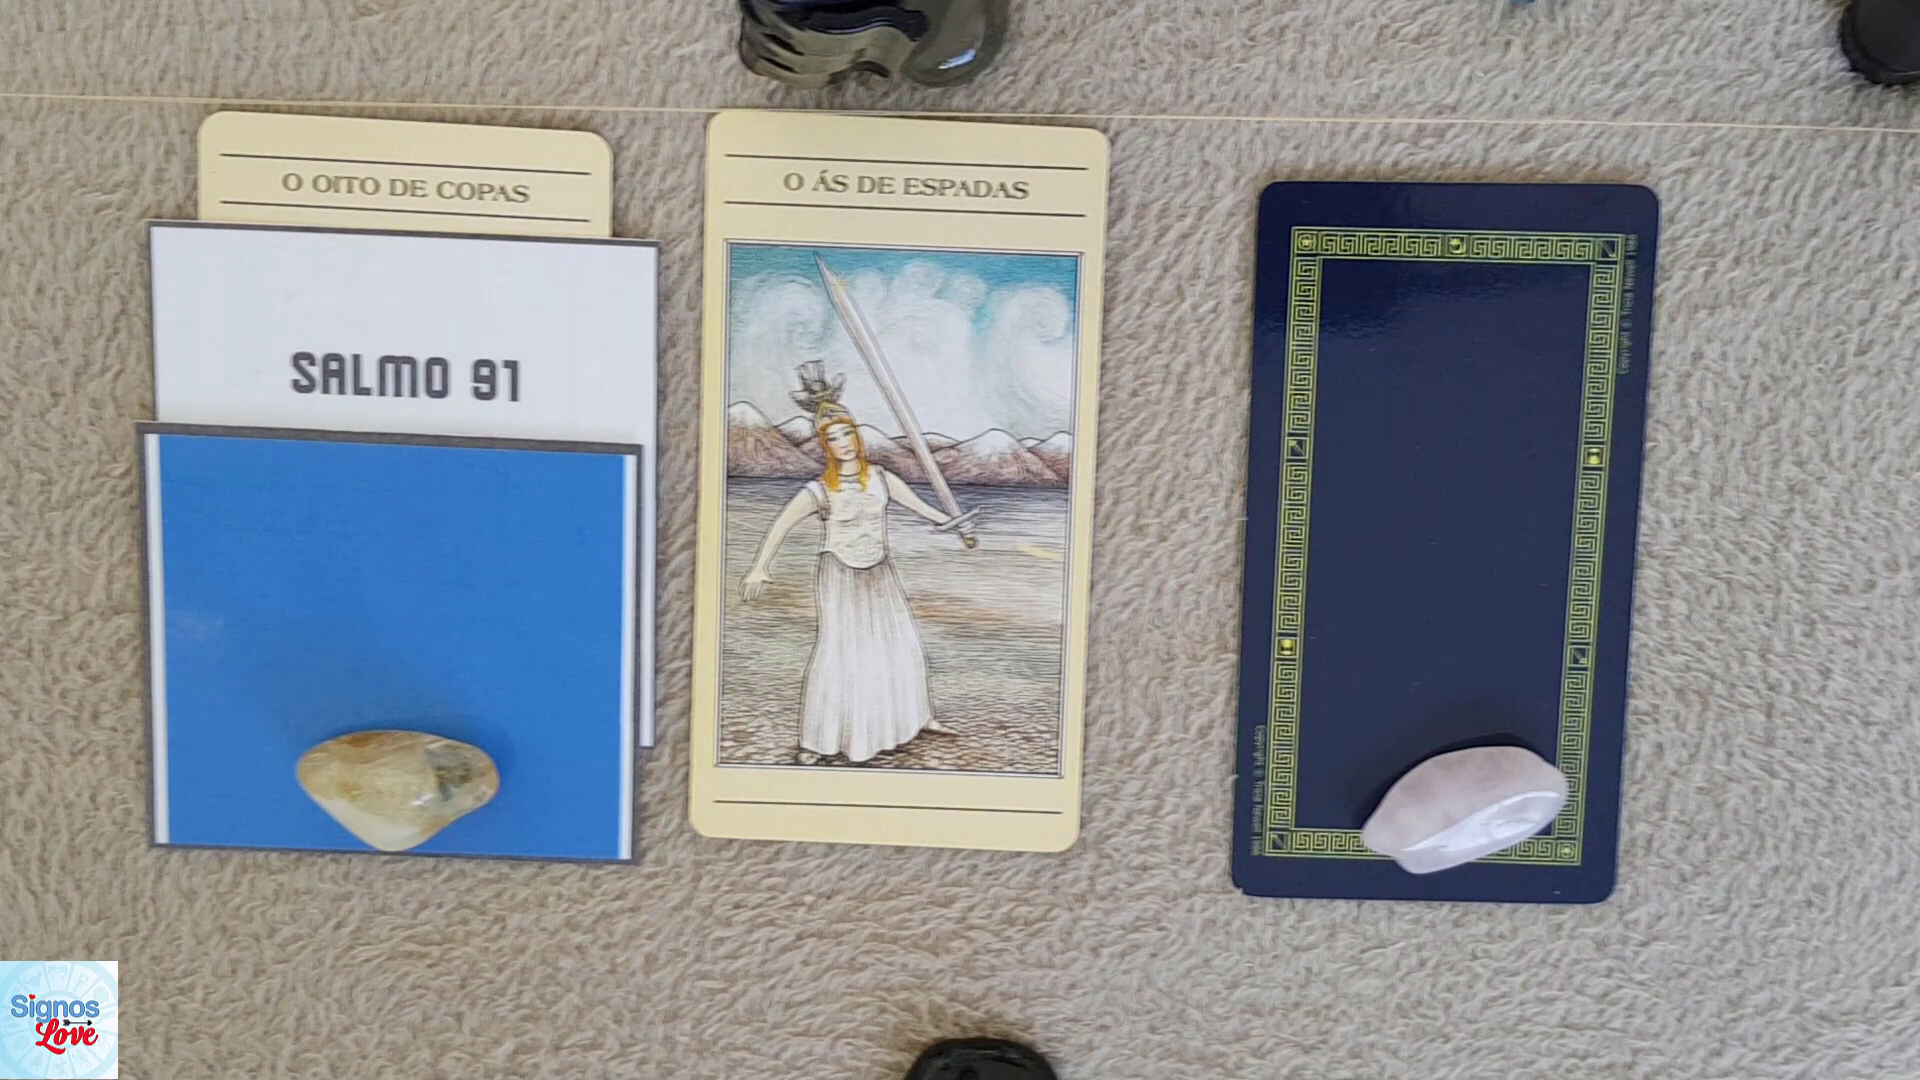 O OITO DE COPAS
SALMO 91
O ÁS DE ESPADAS
Signos
Love